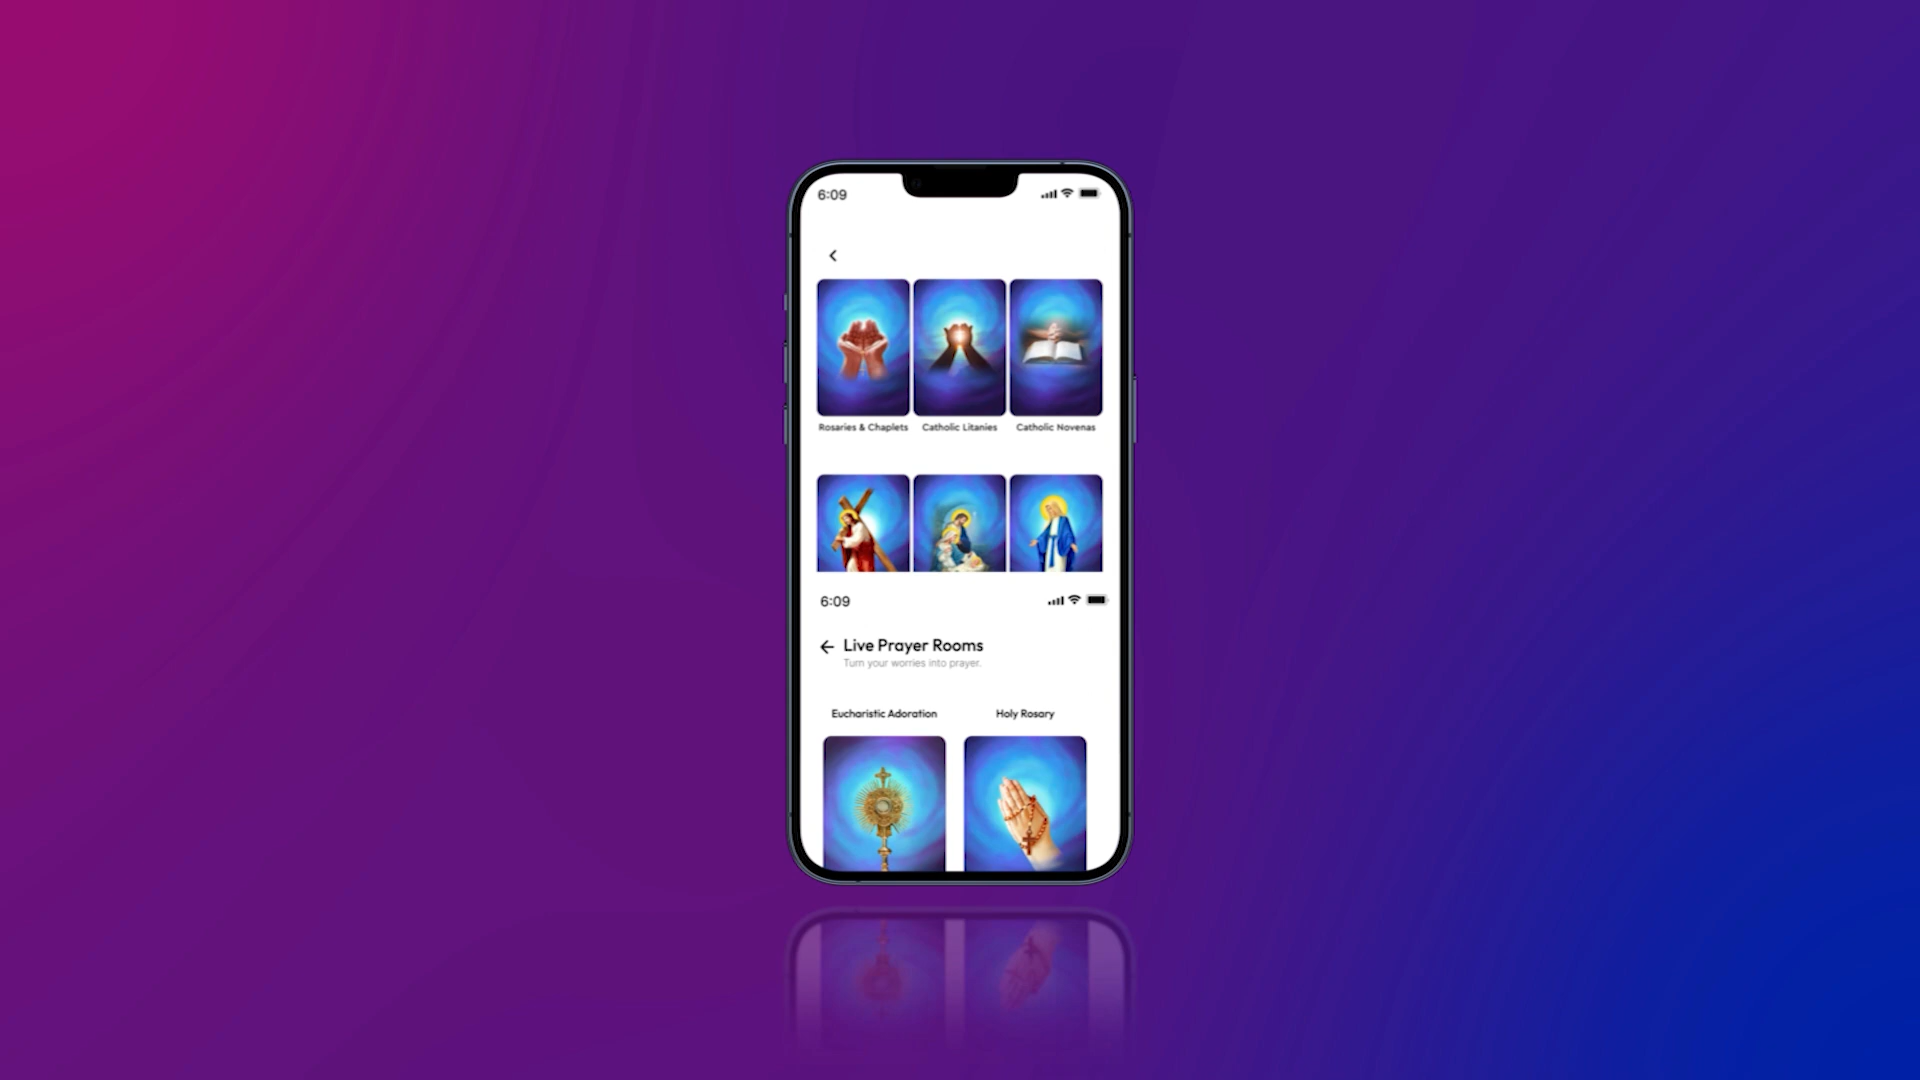 6:09
Rosaries & Chaplets Catholic Litanies Catholic Novenas
6:09
Live Prayer Rooms
Turn your worries into prayer.
Eucharistic Adoration Holy Rosary